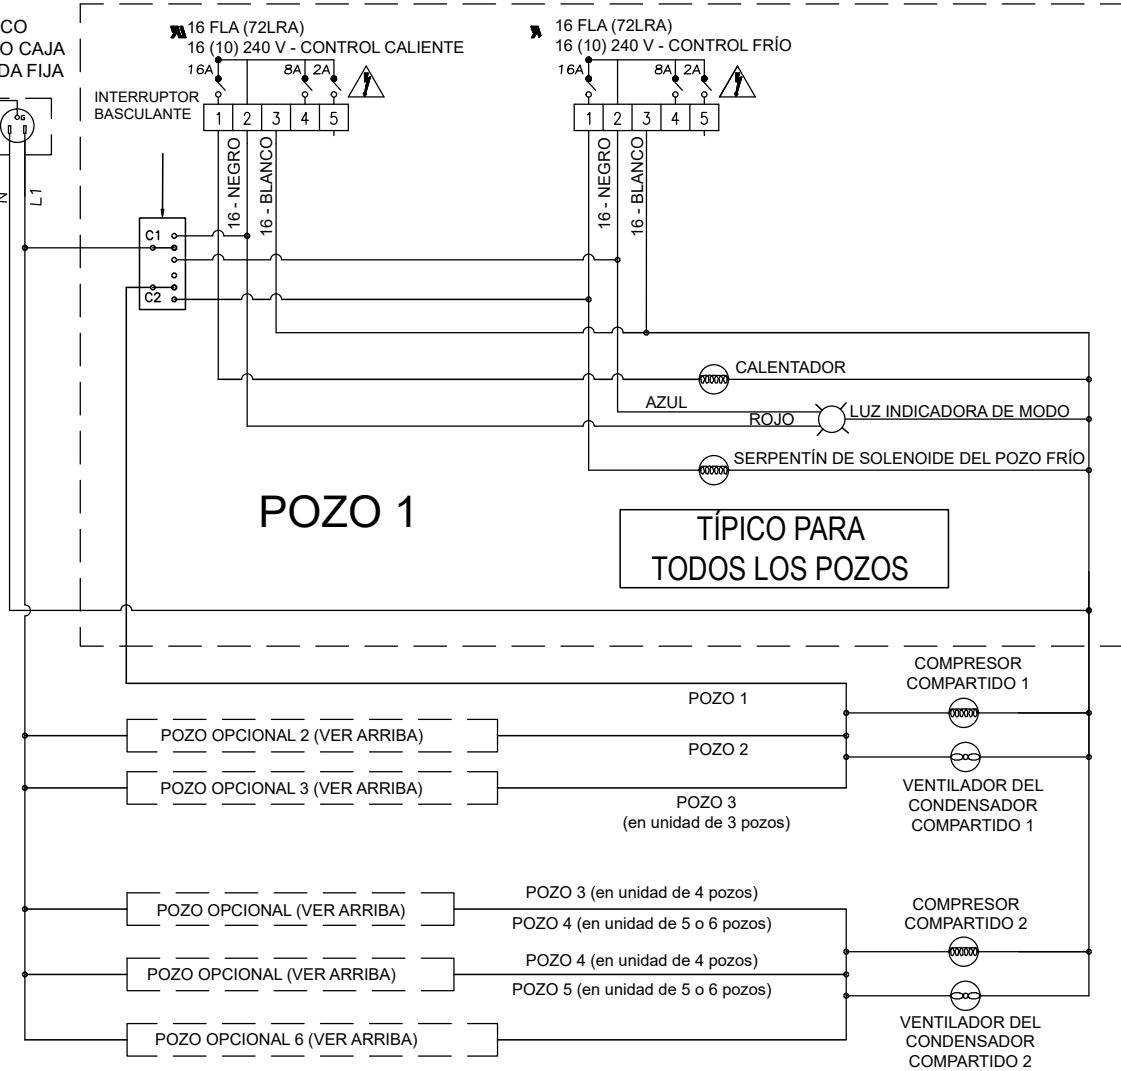 CO
O CAJA
DA FIJA
16 FLA (72LRA)
16 (10) 240 V - CONTROL CALIENTE
16A
8A
2A
16 FLA (72LRA)
16 (10) 240 V - CONTROL FRÍO
16A
8A
2A
INTERRUPTOR
BASCULANTE
1 2 3 4 5
1 2 3 4 5
G
N
L1
16 - NEGRO
16 - BLANCO
16 - NEGRO
16 - BLANCO
C1
C2
CALENTADOR
AZUL
ROJO
LUZ INDICADORA DE MODO
SERPENTÍN DE SOLENOIDE DEL POZO FRÍO
POZO 1
TÍPICO PARA
TODOS LOS POZOS
COMPRESOR
COMPARTIDO 1
POZO 1
POZO OPCIONAL 2 (VER ARRIBA)
POZO 2
POZO OPCIONAL 3 (VER ARRIBA)
POZO 3
(en unidad de 3 pozos)
VENTILADOR DEL
CONDENSADOR
COMPARTIDO 1
POZO OPCIONAL (VER ARRIBA)
POZO 3 (en unidad de 4 pozos)
POZO 4 (en unidad de 5 o 6 pozos)
COMPRESOR
COMPARTIDO 2
POZO OPCIONAL (VER ARRIBA)
POZO 4 (en unidad de 4 pozos)
POZO 5 (en unidad de 5 o 6 pozos)
POZO OPCIONAL 6 (VER ARRIBA)
VENTILADOR DEL
CONDENSADOR
COMPARTIDO 2